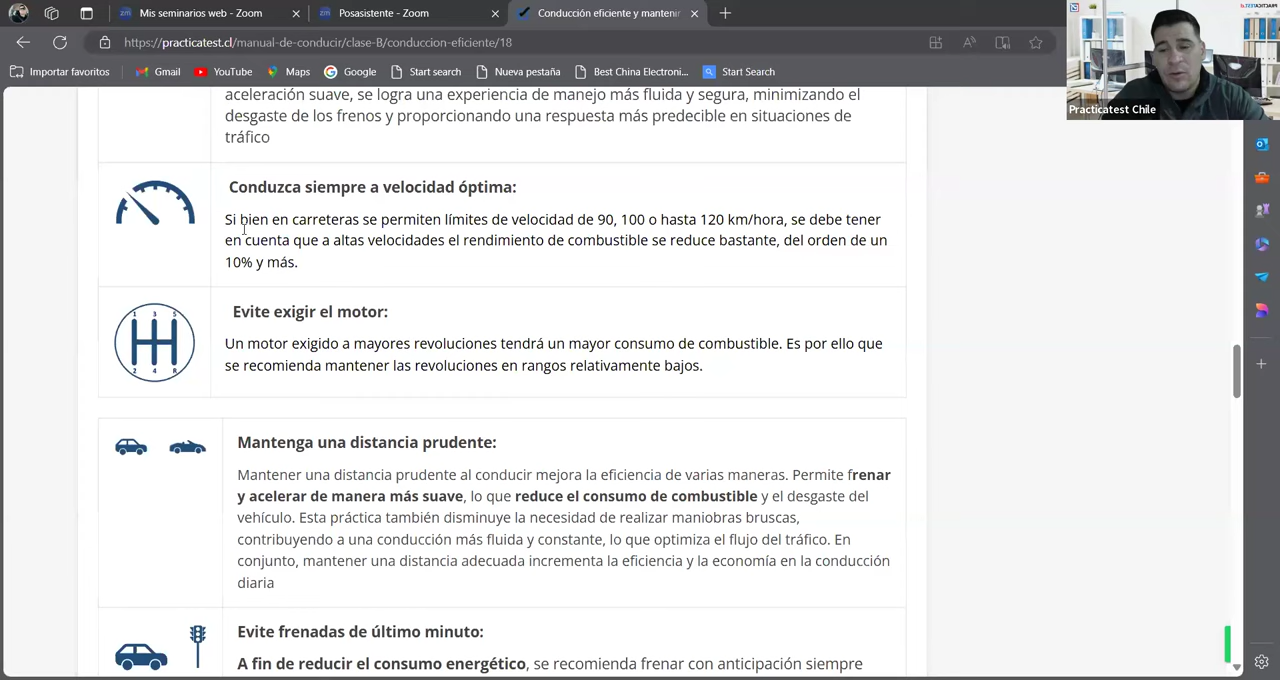 Mis seminarios web - Zoom
Posasistente - Zoom
Conducción eficiente y mantenir
https://practicatest.cl/manual-de-conducir/clase-B/conduccion-eficiente/18
Importar favoritos
Gmail
YouTube
Maps
Google
Start search
Nueva pestaña
Best China Electroni...
Start Search
Practicatest Chile
aceleración suave, se logra una experiencia de manejo más fluida y segura, minimizando el
desgaste de los frenos y proporcionando una respuesta más predecible en situaciones de
tráfico
Conduzca siempre a velocidad óptima:
Si bien en carreteras se permiten límites de velocidad de 90, 100 o hasta 120 km/hora, se debe tener
en cuenta que a altas velocidades el rendimiento de combustible se reduce bastante, del orden de un
10% y más.
1 3 5
2 4 R
Evite exigir el motor:
Un motor exigido a mayores revoluciones tendrá un mayor consumo de combustible. Es por ello que
se recomienda mantener las revoluciones en rangos relativamente bajos.
Mantenga una distancia prudente:
Mantener una distancia prudente al conducir mejora la eficiencia de varias maneras. Permite frenar
y acelerar de manera más suave, lo que reduce el consumo de combustible y el desgaste del
vehículo. Esta práctica también disminuye la necesidad de realizar maniobras bruscas,
contribuyendo a una conducción más fluida y constante, lo que optimiza el flujo del tráfico. En
conjunto, mantener una distancia adecuada incrementa la eficiencia y la economía en la conducción
diaria
Evite frenadas de último minuto:
A fin de reducir el consumo energético, se recomienda frenar con anticipación siempre